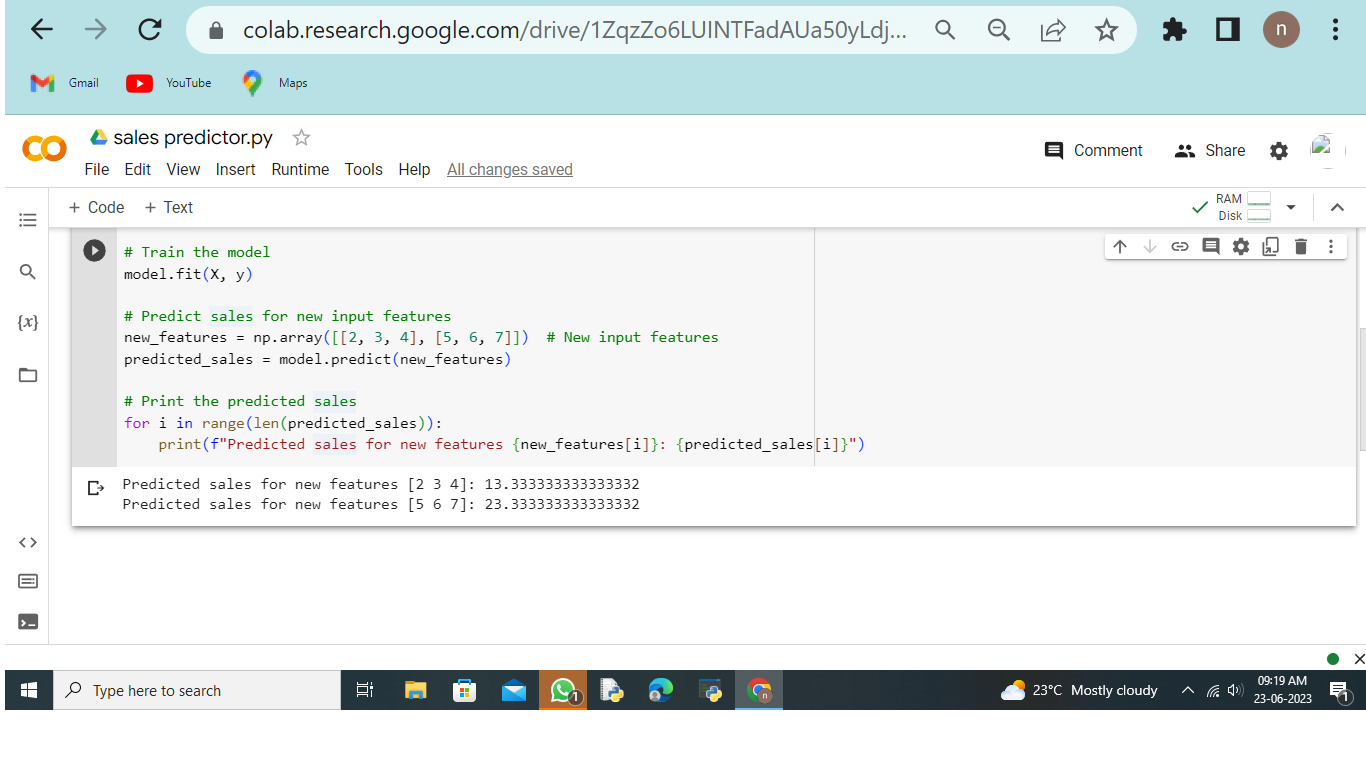 colab.research.google.com/drive/1ZqzZo6LUINTFadAUa50yLdj...
n
Gmail YouTube Maps
CO
sales predictor.py
File Edit View Insert Runtime Tools Help All changes saved
Comment Share
+ Code + Text
RAM
Disk
# Train the model
model.fit(X, y)
# Predict sales for new input features
new_features = np.array([[2, 3, 4], [5, 6, 7]])  # New input features
predicted_sales = model.predict(new_features)
# Print the predicted sales
for i in range(len(predicted_sales)):
    print(f"Predicted sales for new features {new_features[i]}: {predicted_sales[i]}")
Predicted sales for new features [2 3 4]: 13.333333333333332
Predicted sales for new features [5 6 7]: 23.333333333333332
{x}
Type here to search
1
n
23°C Mostly cloudy
09:19 AM
23-06-2023
1